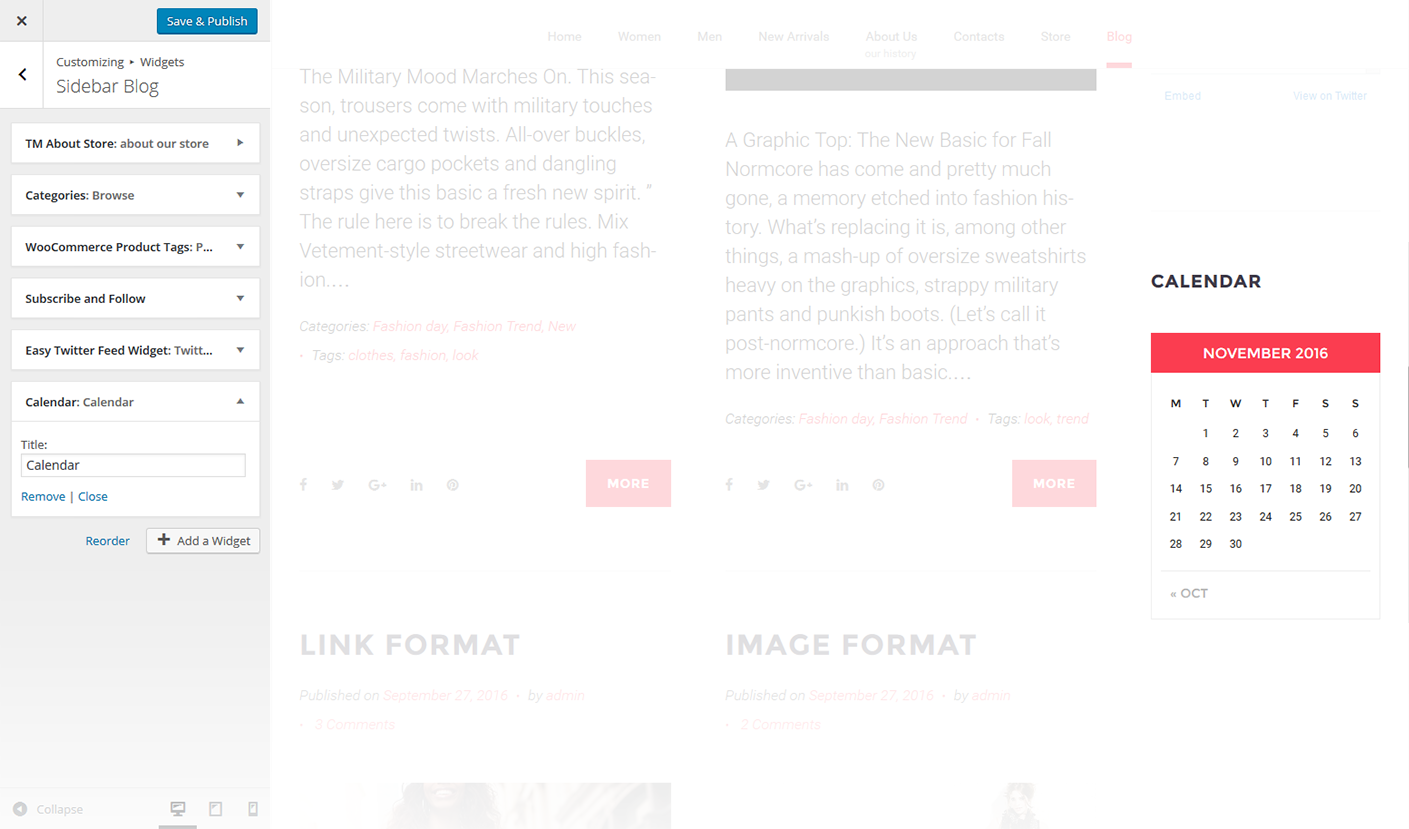 Save & Publish
Customizing ▸ Widgets
Sidebar Blog
TM About Store: about our store
Categories: Browse
WooCommerce Product Tags: P...
Subscribe and Follow
Easy Twitter Feed Widget: Twitt...
Calendar: Calendar
Title:
Calendar
Remove | Close
Reorder
Add a Widget
Collapse
Home Women Men New Arrivals About Us Contacts Store Blog
our history
The Military Mood Marches On. This sea-
son, trousers come with military touches
and unexpected twists. All-over buckles,
oversize cargo pockets and dangling
straps give this basic a fresh new spirit. ”
The rule here is to break the rules. Mix
Vetement-style streetwear and high fash-
ion.…
Categories: Fashion day, Fashion Trend, New
• Tags: clothes, fashion, look
MORE
A Graphic Top: The New Basic for Fall
Normcore has come and pretty much
gone, a memory etched into fashion his-
tory. What’s replacing it is, among other
things, a mash-up of oversize sweatshirts
heavy on the graphics, strappy military
pants and punkish boots. (Let’s call it
post-normcore.) It’s an approach that’s
more inventive than basic.…
Categories: Fashion day, Fashion Trend • Tags: look, trend
MORE
LINK FORMAT
Published on September 27, 2016 • by admin
• 3 Comments
IMAGE FORMAT
Published on September 27, 2016 • by admin
• 2 Comments
Embed View on Twitter
CALENDAR
NOVEMBER 2016
M T W T F S S
1 2 3 4 5 6
7 8 9 10 11 12 13
14 15 16 17 18 19 20
21 22 23 24 25 26 27
28 29 30
« OCT